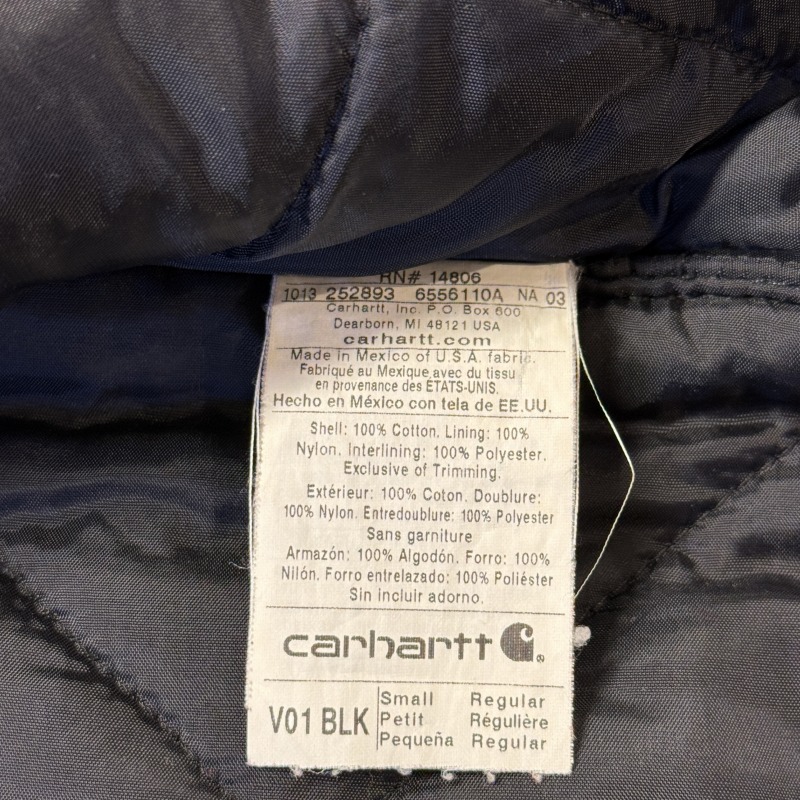 RN# 14806
1013 252893 6556110A NA 03
Carhartt, Inc. P.O. Box 600
Dearborn, MI 48121 USA
carhartt.com
Made in Mexico of U.S.A. fabric.
Fabriqué au Mexique avec du tissu
en provenance des ÉTATS-UNIS.
Hecho en México con tela de EE.UU.
Shell: 100% Cotton. Lining: 100%
Nylon. Interlining: 100% Polyester.
Exclusive of Trimming.
Extérieur: 100% Coton. Doublure:
100% Nylon. Entredoublure: 100% Polyester
Sans garniture
Armazón: 100% Algodón. Forro: 100%
Nilón. Forro entrelazado: 100% Poliéster
Sin incluir adorno.
carhartt
V01 BLK
Small Regular
Petit Régulière
Pequeña Regular